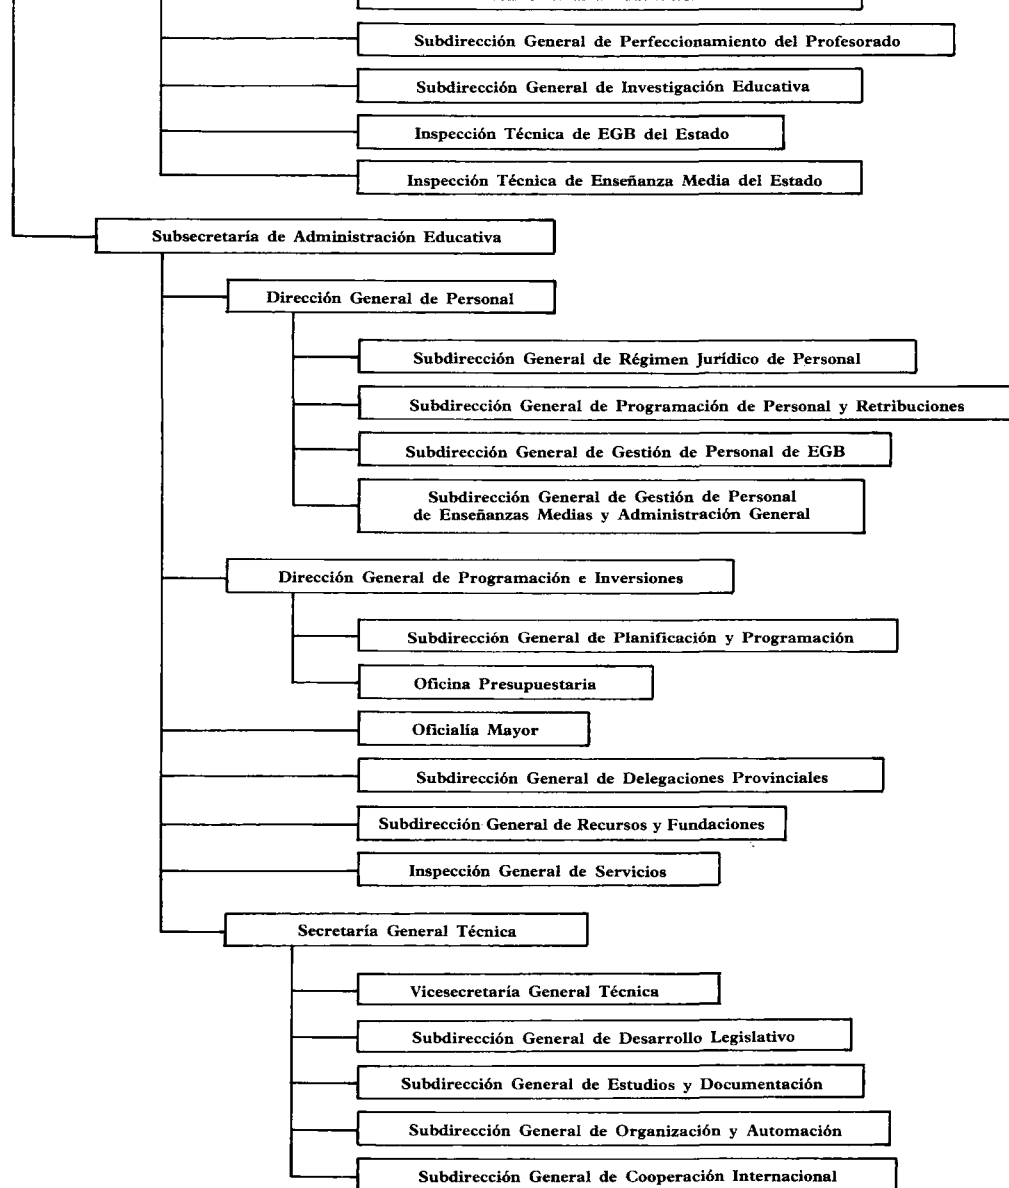 Subdirección General de Perfeccionamiento del Profesorado
Subdirección General de Investigación Educativa
Inspección Técnica de EGB del Estado
Inspección Técnica de Enseñanza Media del Estado
Subsecretaría de Administración Educativa
Dirección General de Personal
Subdirección General de Régimen Jurídico de Personal
Subdirección General de Programación de Personal y Retribuciones
Subdirección General de Gestión de Personal de EGB
Subdirección General de Gestión de Personal
de Enseñanzas Medias y Administración General
Dirección General de Programación e Inversiones
Subdirección General de Planificación y Programación
Oficina Presupuestaria
Oficialía Mayor
Subdirección General de Delegaciones Provinciales
Subdirección General de Recursos y Fundaciones
Inspección General de Servicios
Secretaría General Técnica
Vicesecretaría General Técnica
Subdirección General de Desarrollo Legislativo
Subdirección General de Estudios y Documentación
Subdirección General de Organización y Automación
Subdirección General de Cooperación Internacional